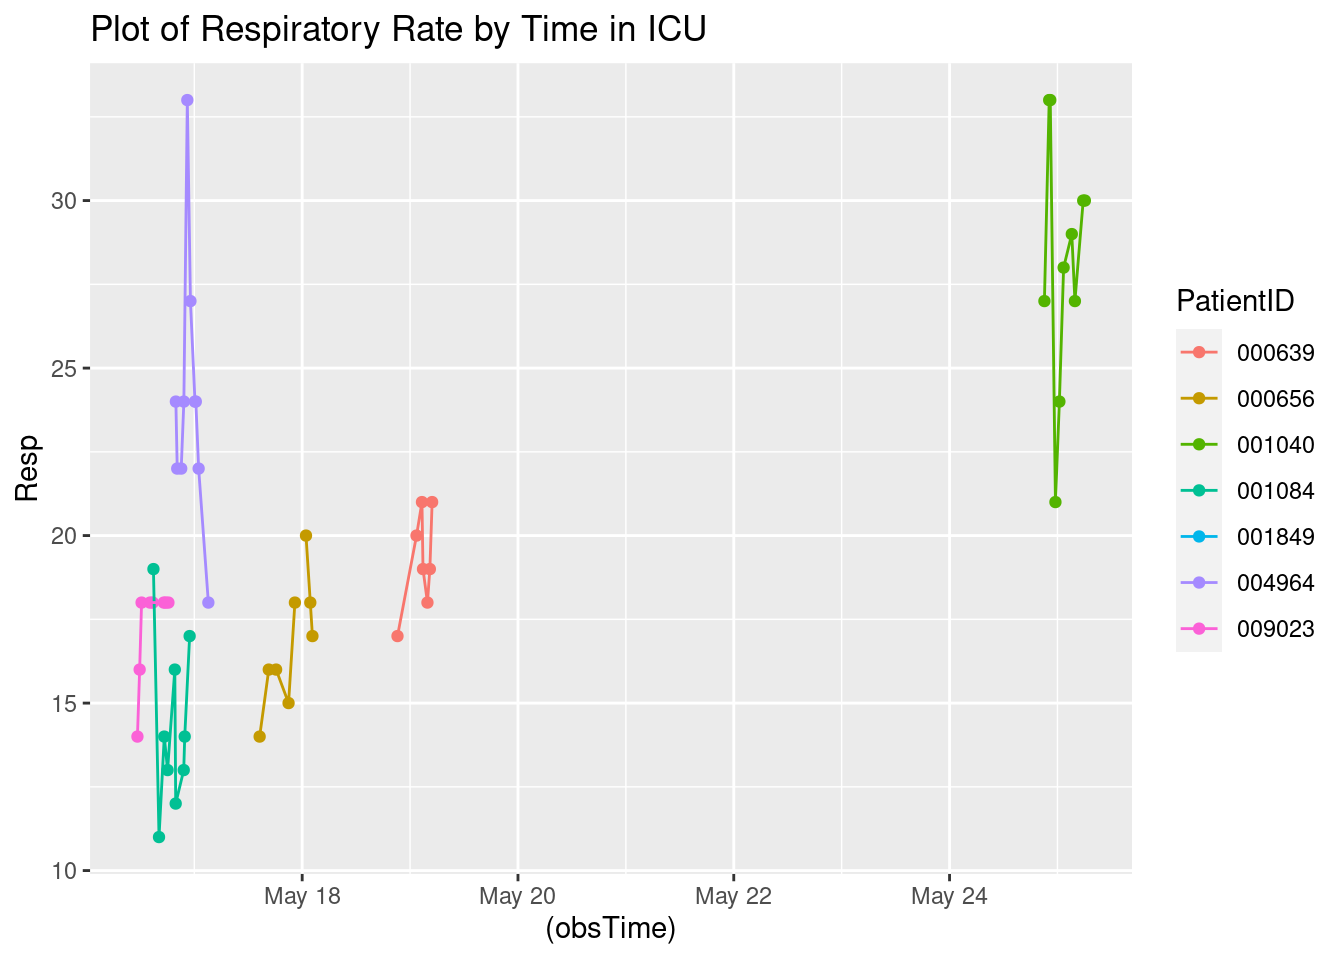 Plot of Respiratory Rate by Time in ICU
Resp
30
25
20
15
10
May 18
May 20
May 22
May 24
(obsTime)
PatientID
000639
000656
001040
001084
001849
004964
009023